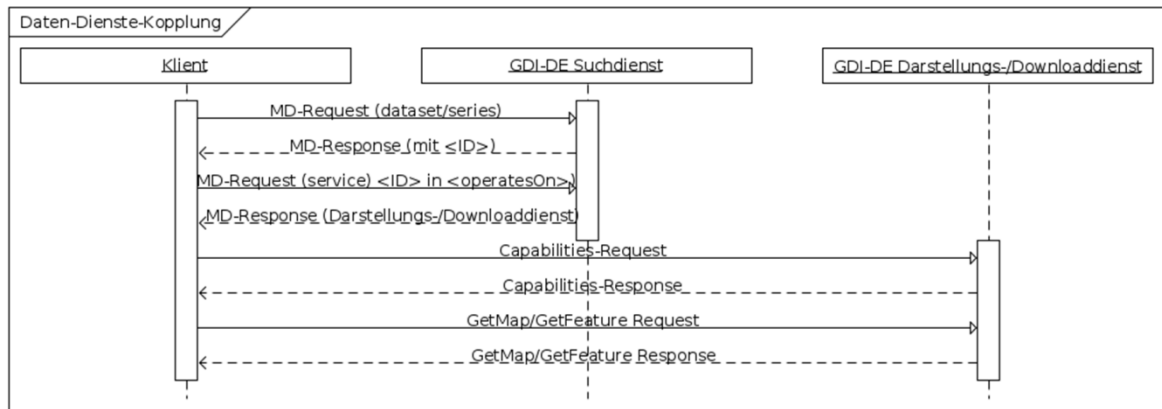 Daten-Dienste-Kopplung
Klient
GDI-DE Suchdienst
GDI-DE Darstellungs-/Downloaddienst
MD-Request (dataset/series)
MD-Response (mit <ID>)
MD-Request (service) <ID> in <operatesOn>)
MD-Response (Darstellungs-/Downloaddienst)
Capabilities-Request
Capabilities-Response
GetMap/GetFeature Request
GetMap/GetFeature Response